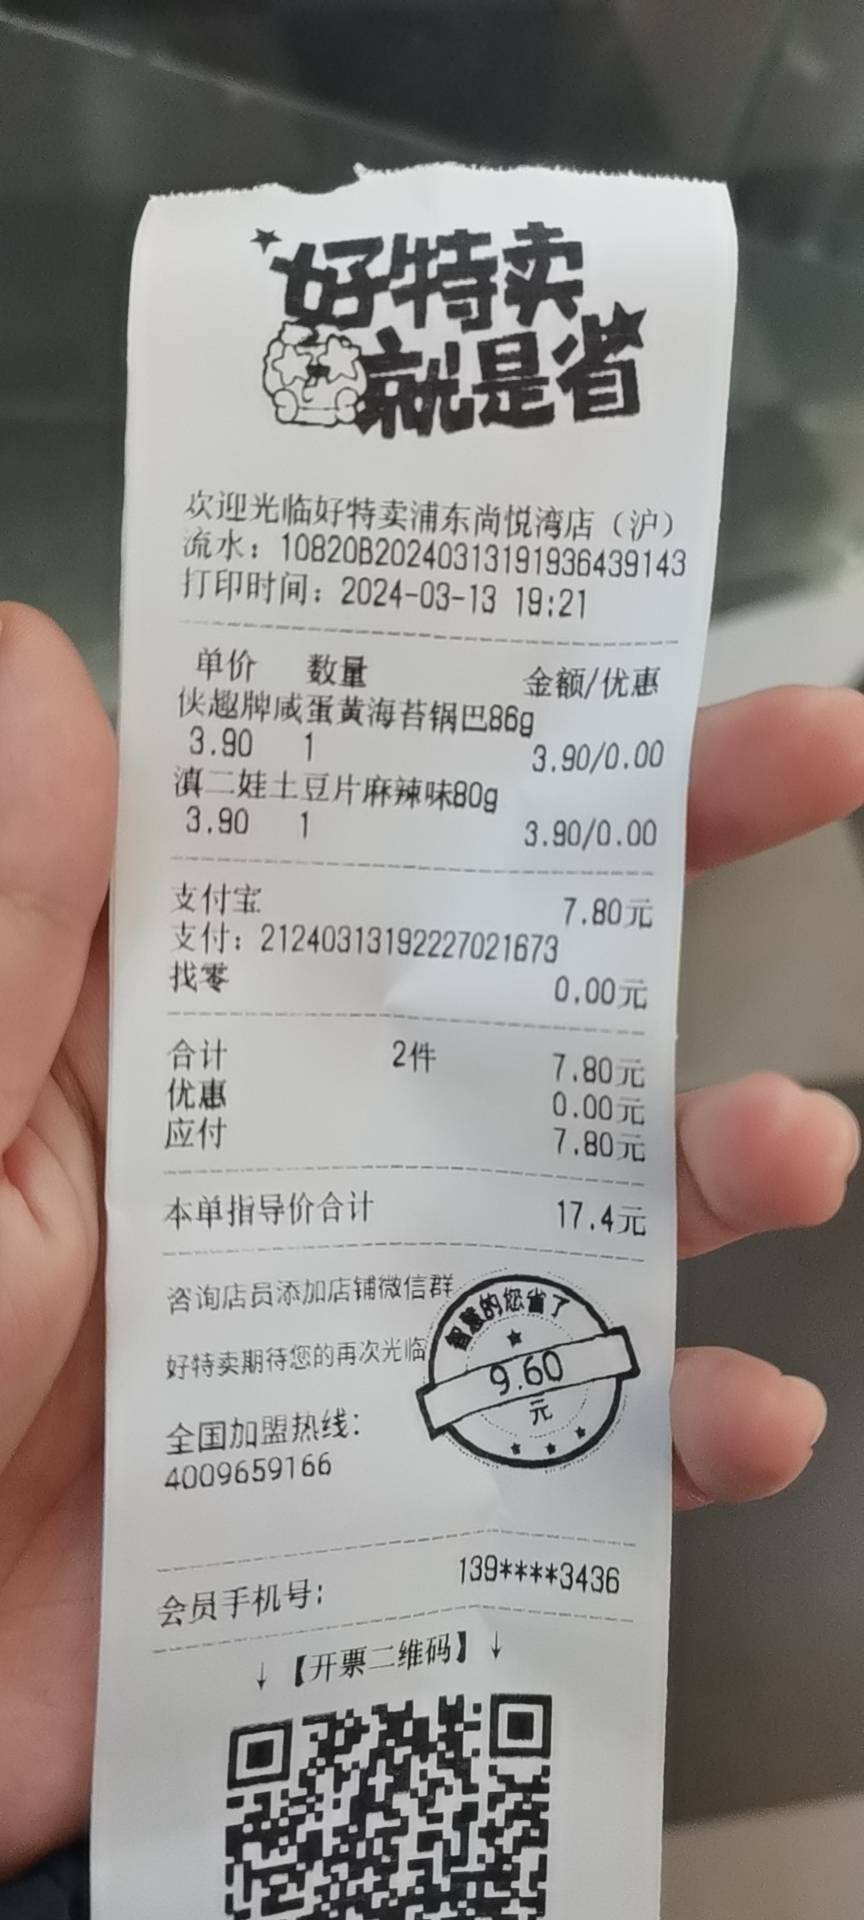 好特卖
就是省
欢迎光临好特卖浦东尚悦湾店（沪）
流水：10820B20240313191936439143
打印时间：2024-03-13 19:21
单价 数量 金额/优惠
侠趣牌咸蛋黄海苔锅巴86g
3.90 1 3.90/0.00
滇二娃土豆片麻辣味80g
3.90 1 3.90/0.00
支付宝 7.80元
支付：21240313192227021673
找零 0.00元
合计 2件 7.80元
优惠 0.00元
应付 7.80元
本单指导价合计 17.4元
咨询店员添加店铺微信群
好特卖期待您的再次光临
智慧的您省了
9.60
元
全国加盟热线：
4009659166
会员手机号： 139****3436
↓【开票二维码】↓